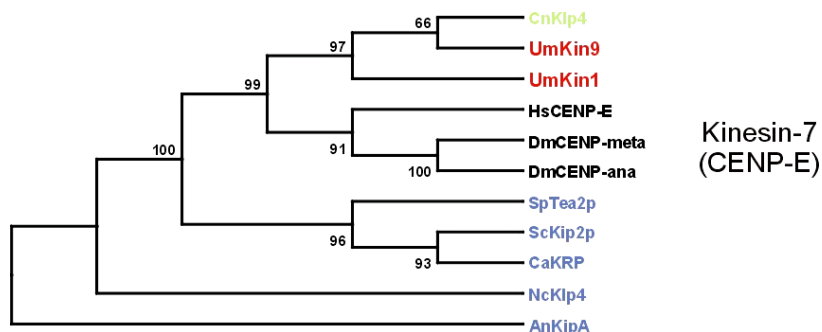 CnKlp4
66
UmKin9
97
UmKin1
99
HsCENP-E
91
DmCENP-meta
100
DmCENP-ana
100
SpTea2p
96
ScKip2p
93
CaKRP
NcKlp4
AnKipA
Kinesin-7
(CENP-E)